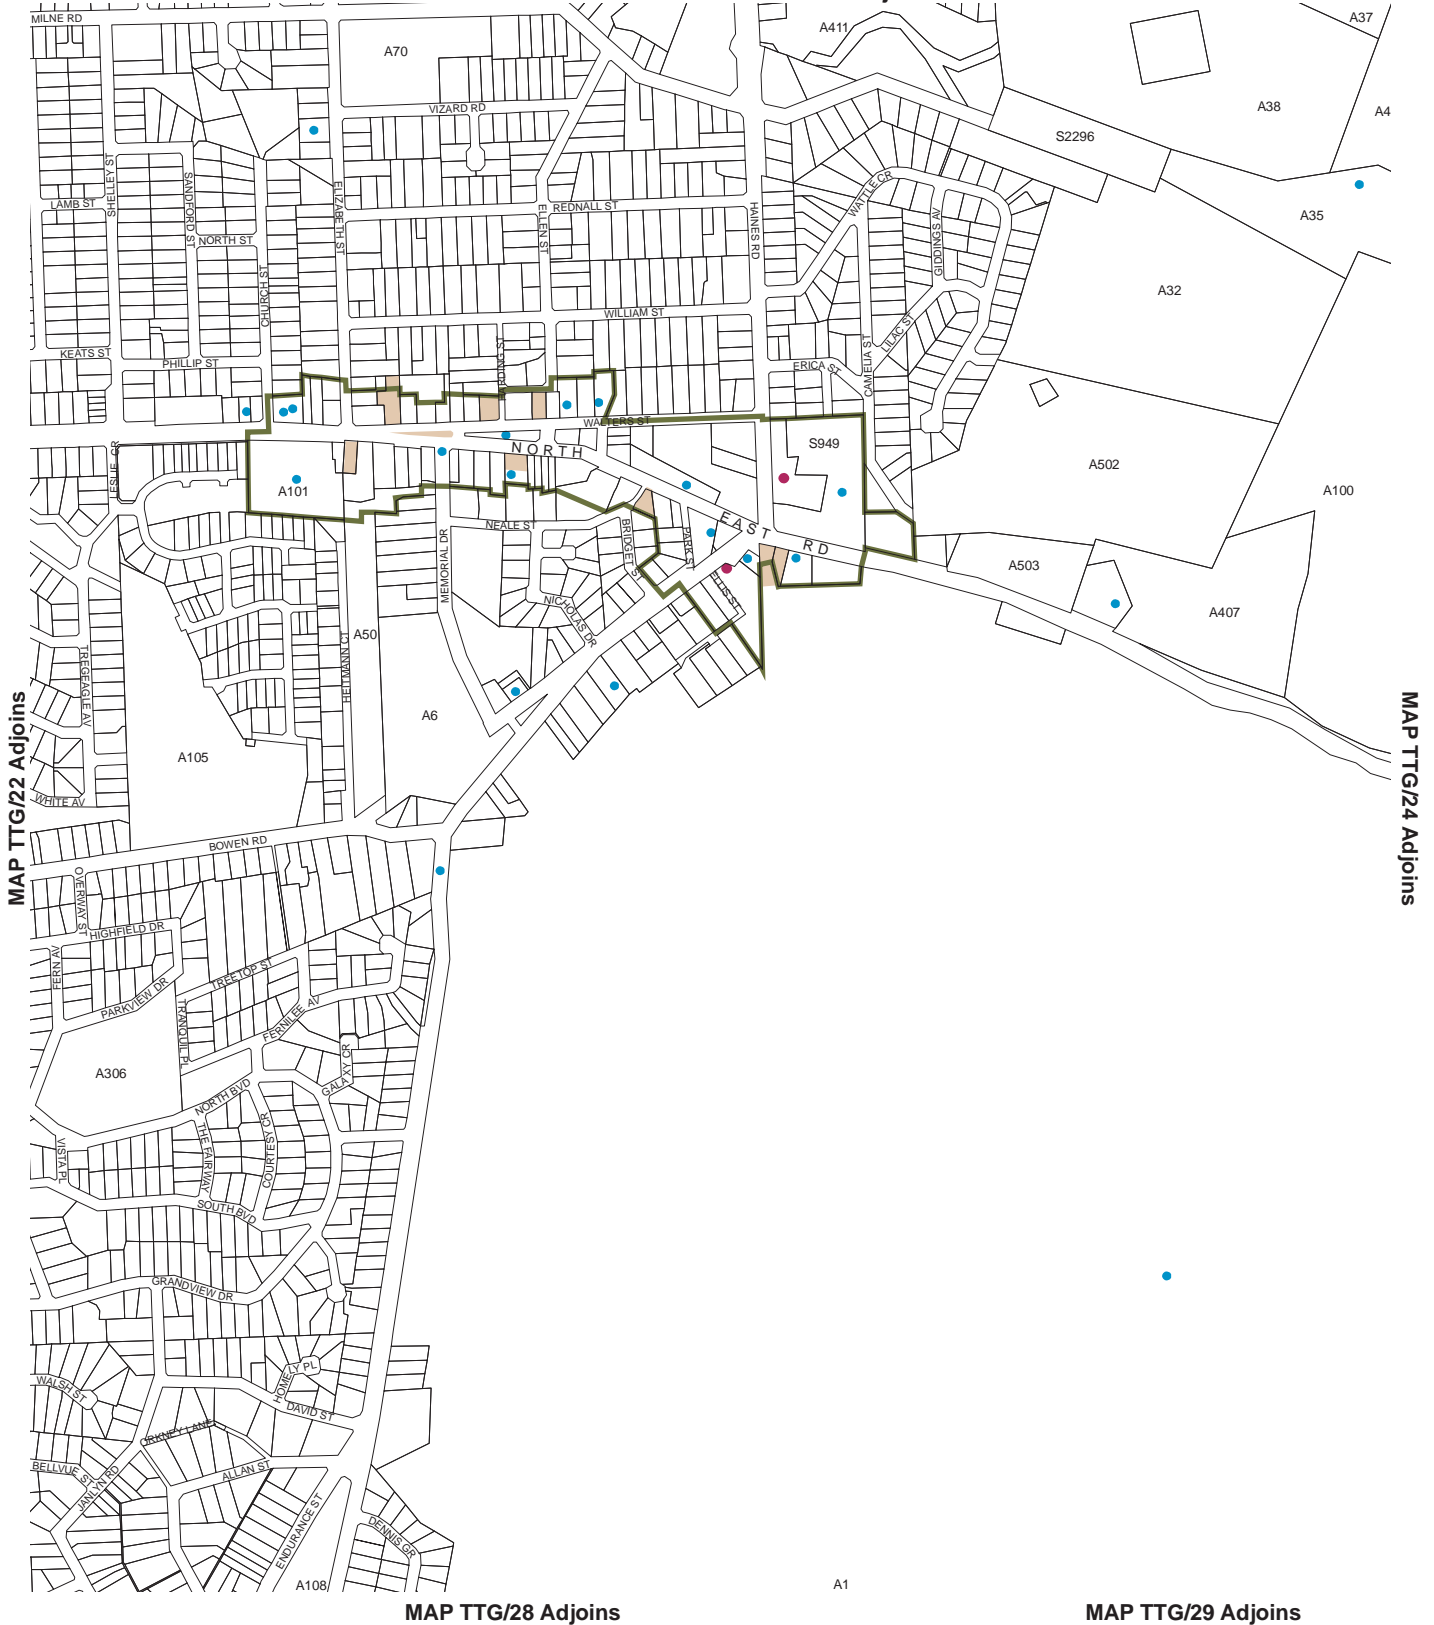 MILNE RD
A70
A411
A37
A38
A4
VIZARD RD
S2296
SHELLEY ST
SANDFORD ST
ELIZABETH ST
LAMB ST
REDNALL ST
ELLEN ST
HAINES RD
WATTLE CR
GIDDINGS AV
A35
NORTH ST
CHURCH ST
A32
WILLIAM ST
LILAC ST
CAMELIA ST
KEATS ST
PHILLIP ST
HARDING ST
ERICA ST
WALTERS ST
S949
NORTH
EAST RD
LESLIE CR
A101
A502
A100
NEALE ST
BRIDGET ST
PARK ST
ELLIS ST
MEMORIAL DR
A503
NICHOLAS DR
A407
A50
HEITMANN CT
TREGEAGLE AV
A6
A105
MAP TTG/22 Adjoins
MAP TTG/24 Adjoins
WHITE AV
BOWEN RD
OVERWAY ST
HIGHFIELD DR
FERN AV
TREETOP ST
PARKVIEW DR
TRANQUIL PL
FERNILEE AV
A306
GALAXY CR
NORTH BVD
THE FAIRWAY
COURTESY CR
VISTA PL
SOUTH BVD
GRANDVIEW DR
HOMELY PL
WALSH ST
DAVID ST
ORKNEY LANE
BELLVUE ST
JANLYN RD
ALLAN ST
ENDURANCE ST
DENNIS GR
A108
A1
MAP TTG/28 Adjoins
MAP TTG/29 Adjoins